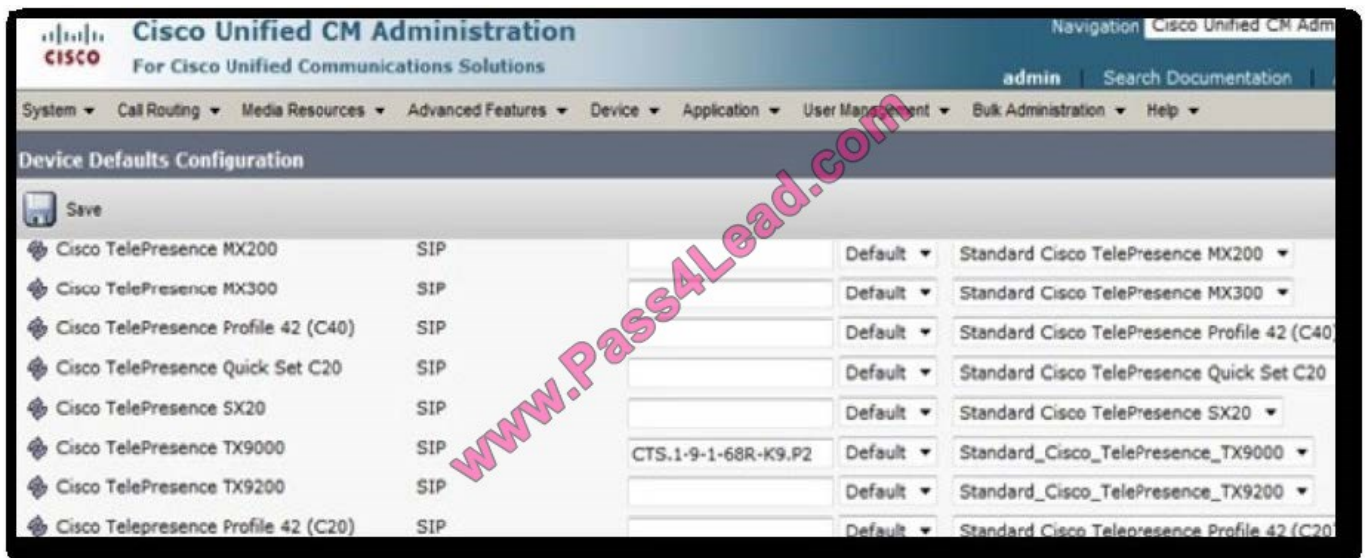 CISCO
Cisco Unified CM Administration
For Cisco Unified Communications Solutions
Navigation Cisco Unified CM Adm
admin Search Documentation
System Call Routing Media Resources Advanced Features Device Application User Management Bulk Administration Help
Device Defaults Configuration
Save
Cisco TelePresence MX200 SIP Default Standard Cisco TelePresence MX200
Cisco TelePresence MX300 SIP Default Standard Cisco TelePresence MX300
Cisco TelePresence Profile 42 (C40) SIP Default Standard Cisco TelePresence Profile 42 (C40)
Cisco TelePresence Quick Set C20 SIP Default Standard Cisco TelePresence Quick Set C20
Cisco TelePresence SX20 SIP Default Standard Cisco TelePresence SX20
Cisco TelePresence TX9000 SIP CTS.1-9-1-68R-K9.P2 Default Standard_Cisco_TelePresence_TX9000
Cisco TelePresence TX9200 SIP Default Standard_Cisco_TelePresence_TX9200
Cisco Telepresence Profile 42 (C20) SIP Default Standard Cisco Telepresence Profile 42 (C20)
www.Pass4Lead.com